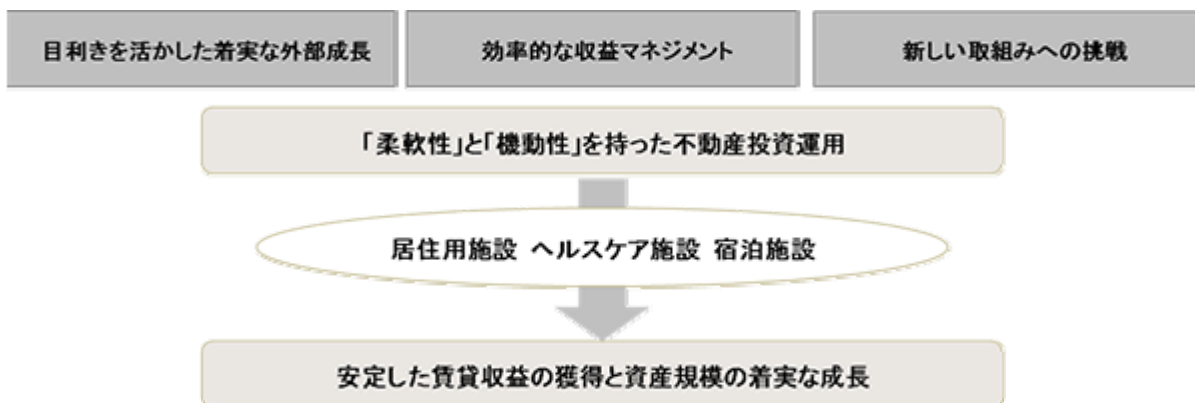 目利きを活かした着実な外部成長
効率的な収益マネジメント
新しい取組みへの挑戦
「柔軟性」と「機動性」を持った不動産投資運用
居住用施設 ヘルスケア施設 宿泊施設
安定した賃貸収益の獲得と資産規模の着実な成長